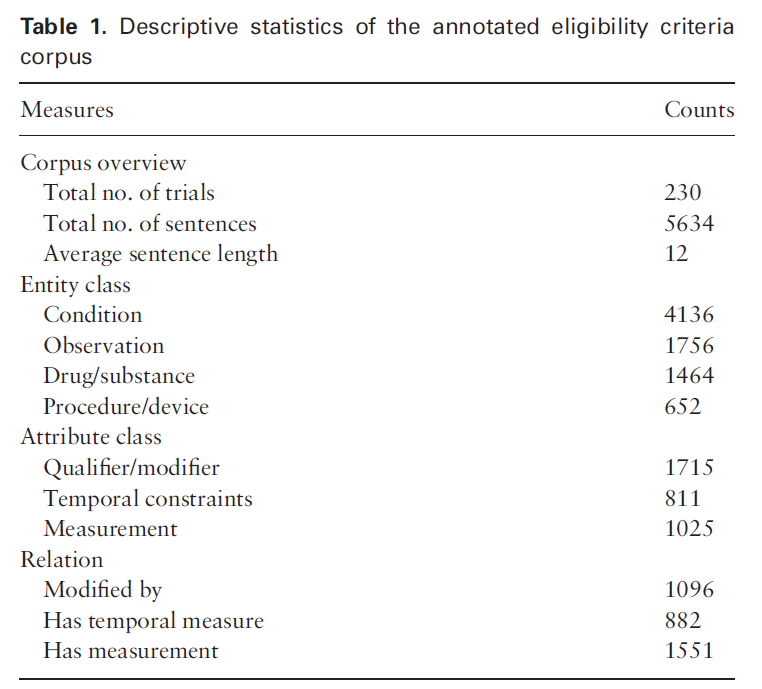 Table 1. Descriptive statistics of the annotated eligibility criteria
corpus
Measures Counts
Corpus overview
Total no. of trials 230
Total no. of sentences 5634
Average sentence length 12
Entity class
Condition 4136
Observation 1756
Drug/substance 1464
Procedure/device 652
Attribute class
Qualifier/modifier 1715
Temporal constraints 811
Measurement 1025
Relation
Modified by 1096
Has temporal measure 882
Has measurement 1551